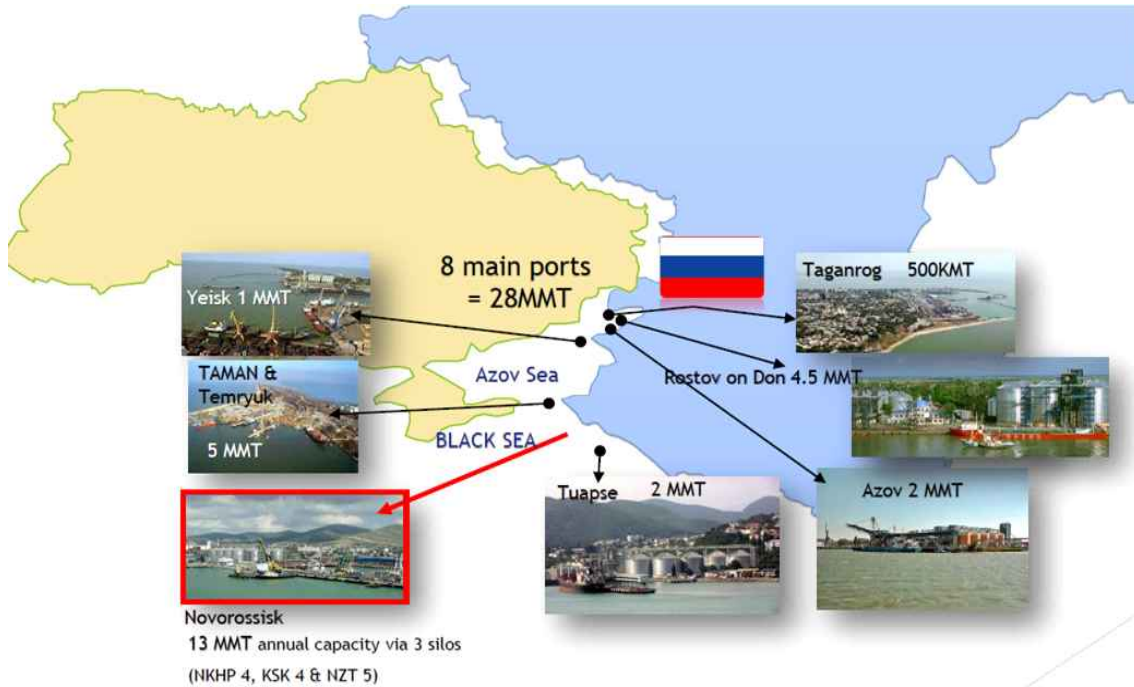 8 main ports
= 28MMT
Taganrog 500KMT
Yeisk 1 MMT
Azov Sea
Rostov on Don 4.5 MMT
TAMAN &
Temryuk
5 MMT
BLACK SEA
Tuapse 2 MMT
Azov 2 MMT
Novorossisk
13 MMT annual capacity via 3 silos
(NKHP 4, KSK 4 & NZT 5)